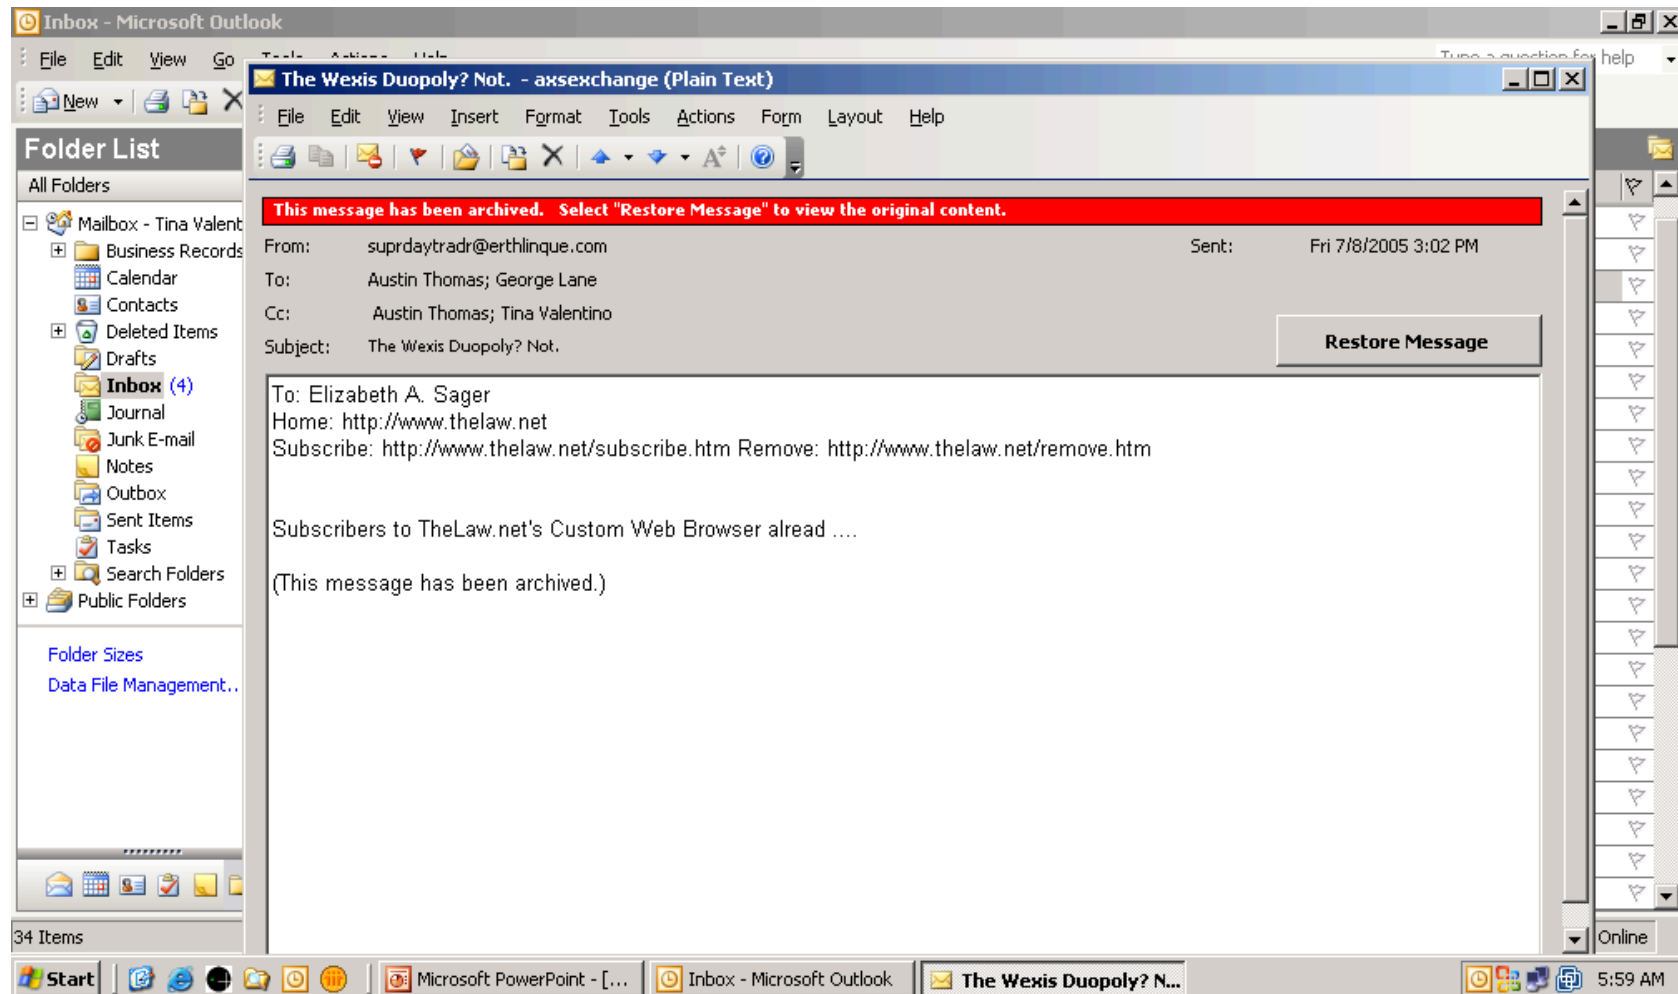 Inbox - Microsoft Outlook
File Edit View Go Tools Actions Help
Type a question for help
New
Folder List
All Folders
Mailbox - Tina Valent
Business Records
Calendar
Contacts
Deleted Items
Drafts
Inbox (4)
Journal
Junk E-mail
Notes
Outbox
Sent Items
Tasks
Search Folders
Public Folders
Folder Sizes
Data File Management..
The Wexis Duopoly? Not. - axsexchange (Plain Text)
File Edit View Insert Format Tools Actions Form Layout Help
This message has been archived. Select "Restore Message" to view the original content.
From: suprdaytradr@erthlinque.com Sent: Fri 7/8/2005 3:02 PM
To: Austin Thomas; George Lane
Cc: Austin Thomas; Tina Valentino
Subject: The Wexis Duopoly? Not.
Restore Message
To: Elizabeth A. Sager
Home: http://www.thelaw.net
Subscribe: http://www.thelaw.net/subscribe.htm Remove: http://www.thelaw.net/remove.htm
Subscribers to TheLaw.net's Custom Web Browser alread ....
(This message has been archived.)
34 Items
Online
Start Microsoft PowerPoint - [... Inbox - Microsoft Outlook The Wexis Duopoly? N... 5:59 AM